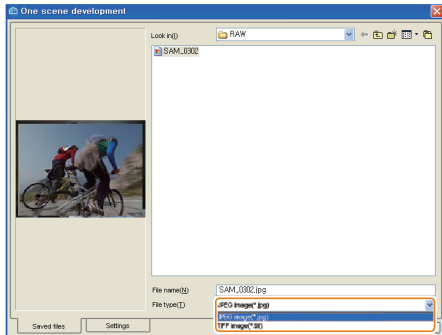 One scene development
Look in(I)
RAW
SAM_0302
File name(N)
SAM_0302.jpg
File type(T)
JPEG image(*.jpg)
JPEG image(*.jpg)
TIFF image(*.tif)
Saved files
Settings